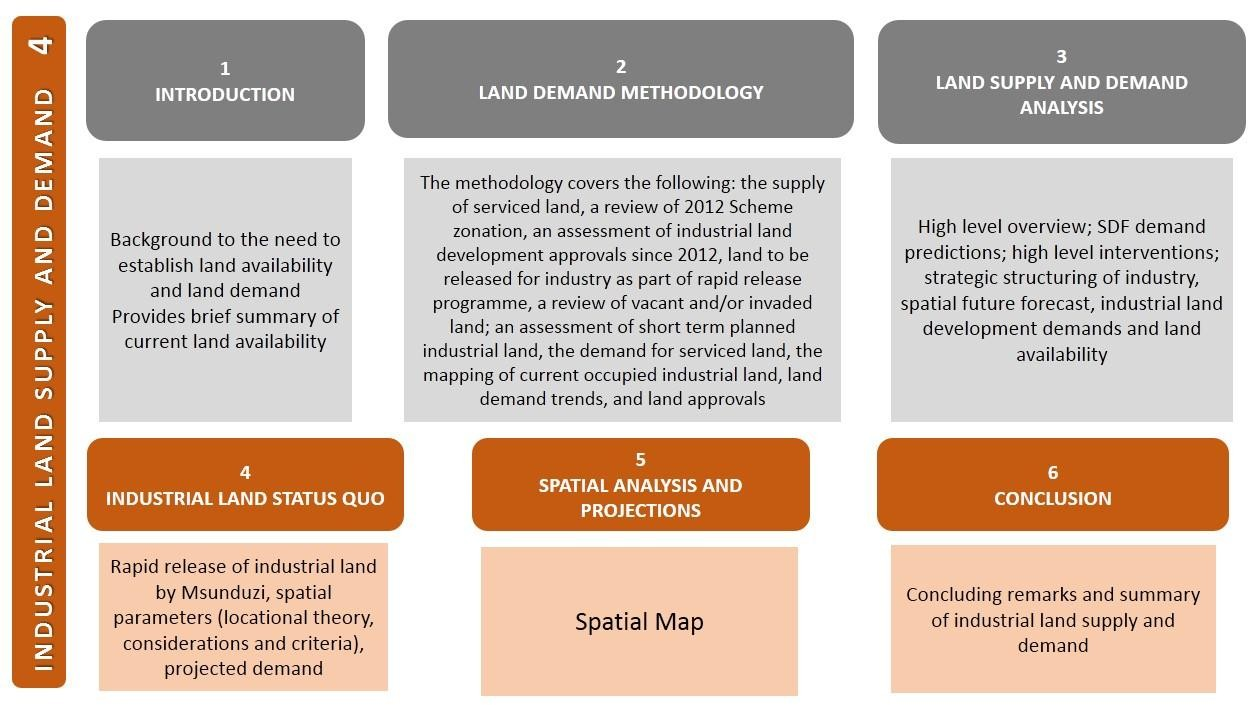 INDUSTRIAL LAND SUPPLY AND DEMAND 4
1
INTRODUCTION
Background to the need to
establish land availability
and land demand
Provides brief summary of
current land availability
2
LAND DEMAND METHODOLOGY
The methodology covers the following: the supply
of serviced land, a review of 2012 Scheme
zonation, an assessment of industrial land
development approvals since 2012, land to be
released for industry as part of rapid release
programme, a review of vacant and/or invaded
land; an assessment of short term planned
industrial land, the demand for serviced land, the
mapping of current occupied industrial land, land
demand trends, and land approvals
3
LAND SUPPLY AND DEMAND
ANALYSIS
High level overview; SDF demand
predictions; high level interventions;
strategic structuring of industry,
spatial future forecast, industrial land
development demands and land
availability
4
INDUSTRIAL LAND STATUS QUO
Rapid release of industrial land
by Msunduzi, spatial
parameters (locational theory,
considerations and criteria),
projected demand
5
SPATIAL ANALYSIS AND
PROJECTIONS
Spatial Map
6
CONCLUSION
Concluding remarks and summary
of industrial land supply and
demand